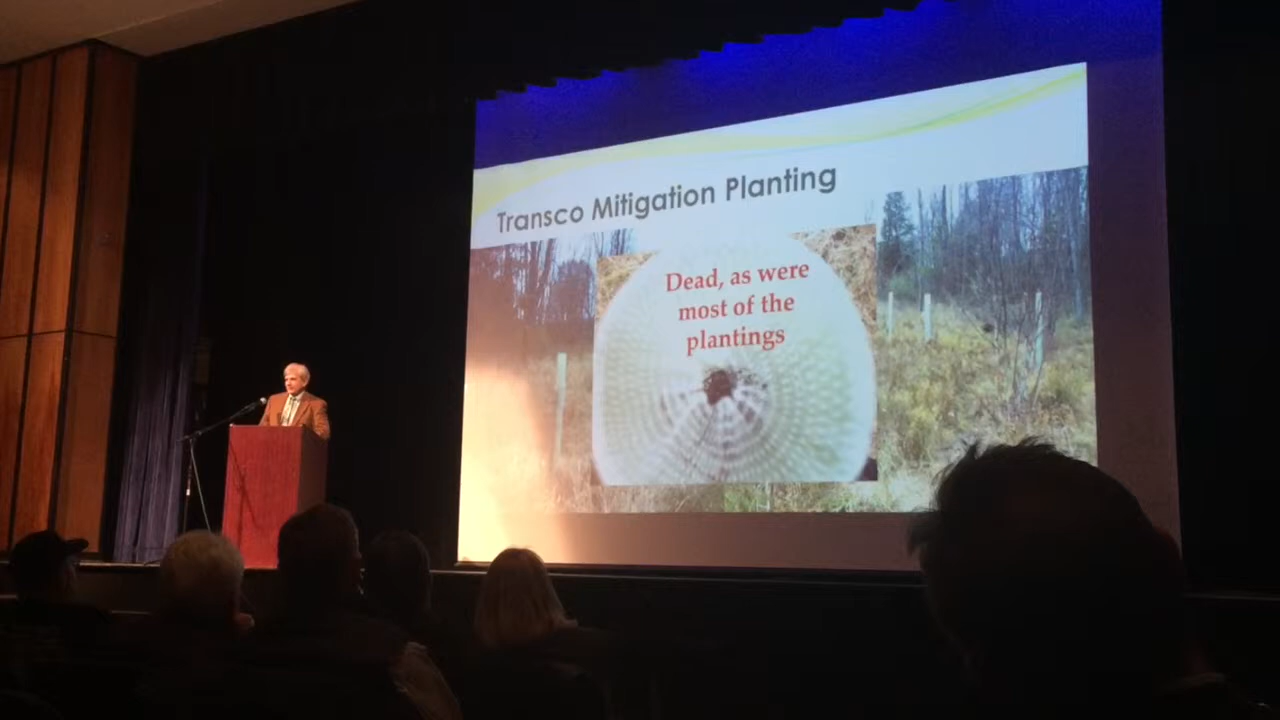 Transco Mitigation Planting
Dead, as were
most of the
plantings